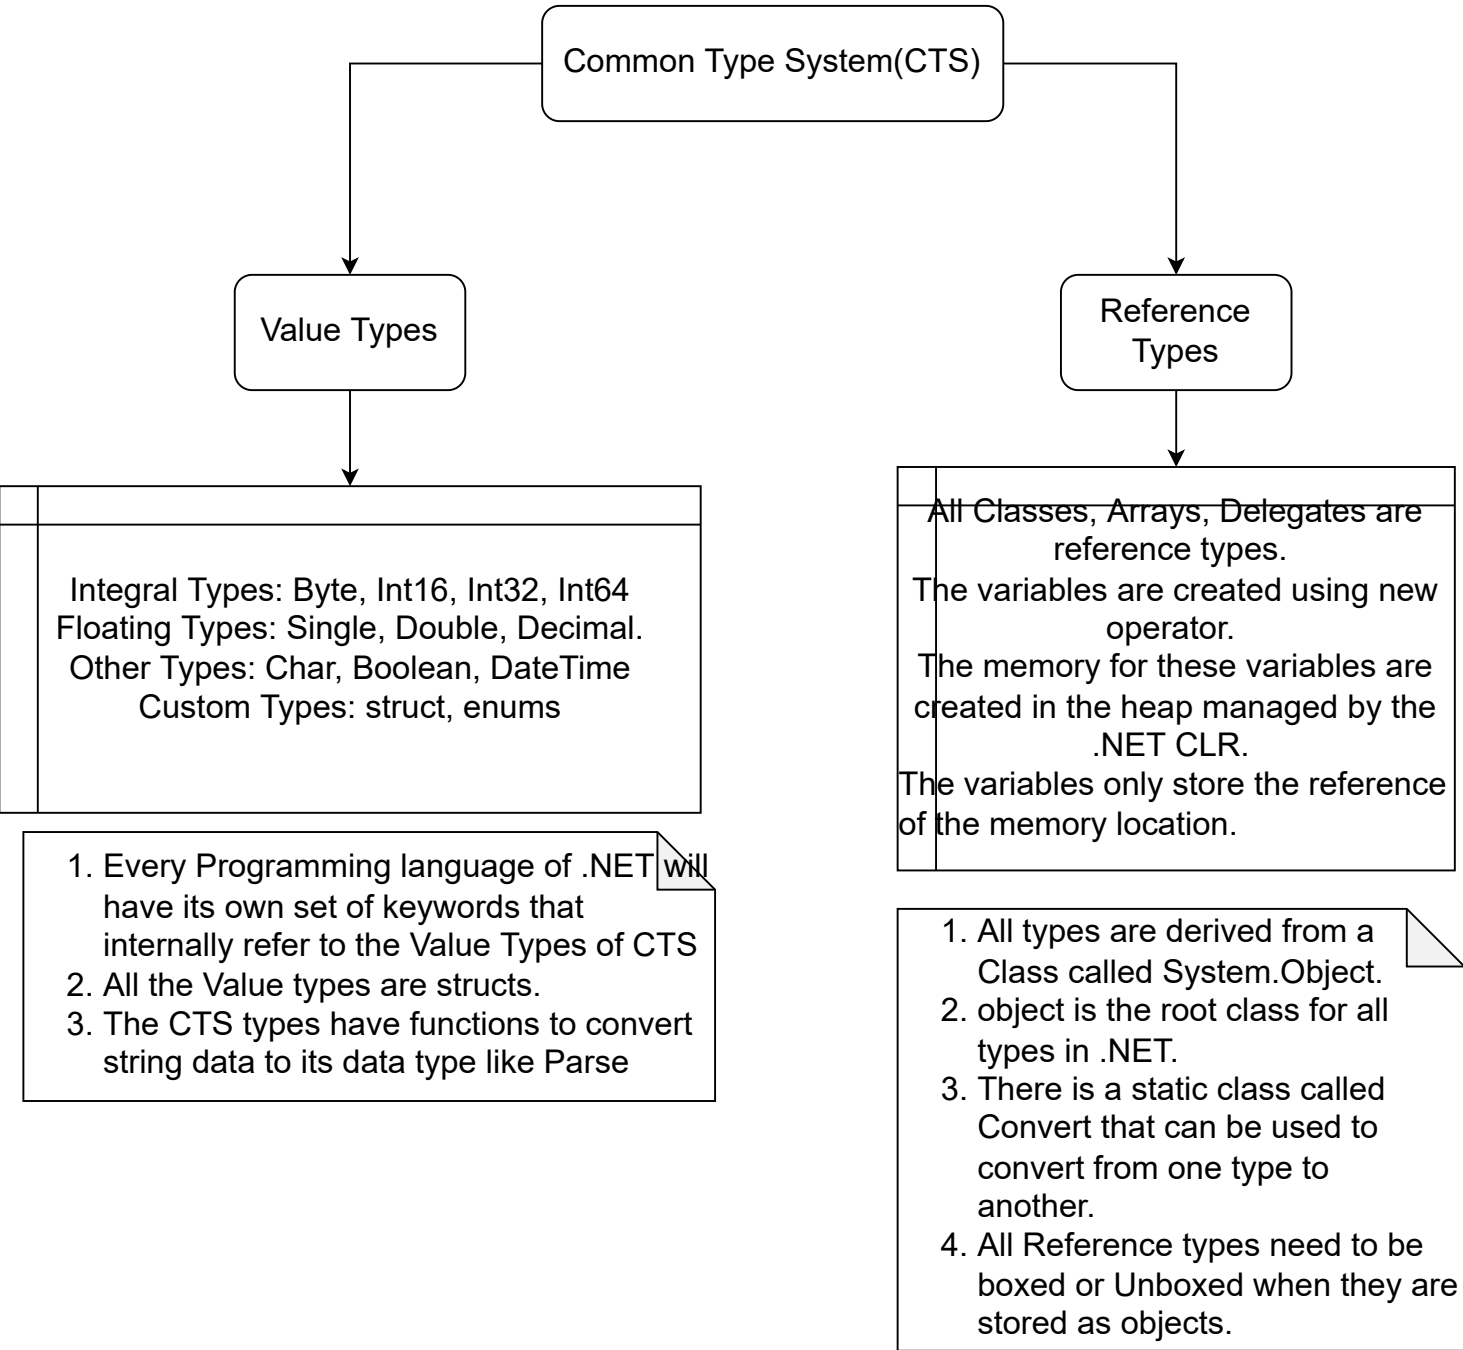 Common Type System(CTS)
Value Types
Reference
Types
Integral Types: Byte, Int16, Int32, Int64
Floating Types: Single, Double, Decimal.
Other Types: Char, Boolean, DateTime
Custom Types: struct, enums
All Classes, Arrays, Delegates are
reference types.
The variables are created using new
operator.
The memory for these variables are
created in the heap managed by the
.NET CLR.
The variables only store the reference
of the memory location.
1. Every Programming language of .NET will
have its own set of keywords that
internally refer to the Value Types of CTS
2. All the Value types are structs.
3. The CTS types have functions to convert
string data to its data type like Parse
1. All types are derived from a
Class called System.Object.
2. object is the root class for all
types in .NET.
3. There is a static class called
Convert that can be used to
convert from one type to
another.
4. All Reference types need to be
boxed or Unboxed when they are
stored as objects.